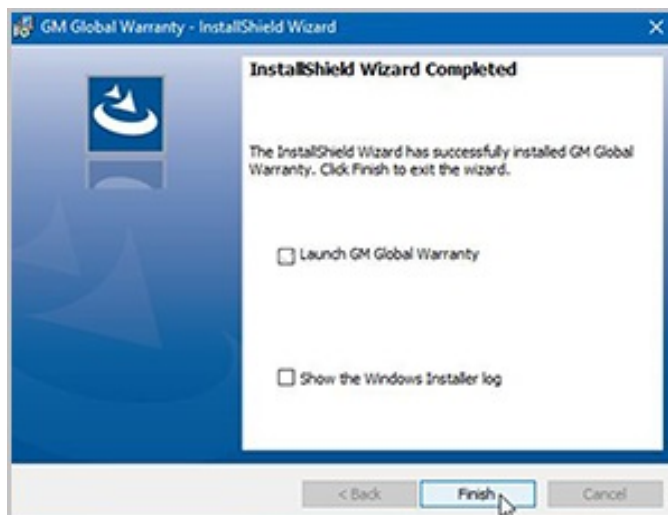 GM Global Warranty - InstallShield Wizard
InstallShield Wizard Completed
The InstallShield Wizard has successfully installed GM Global
Warranty. Click Finish to exit the wizard.
Launch GM Global Warranty
Show the Windows Installer log
< Back
Finish
Cancel